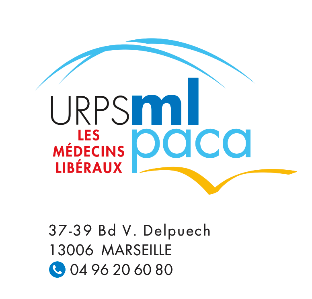 URPSml
LES
MÉDECINS
LIBÉRAUX
paca
37-39 Bd V. Delpuech
13006 MARSEILLE
04 96 20 60 80